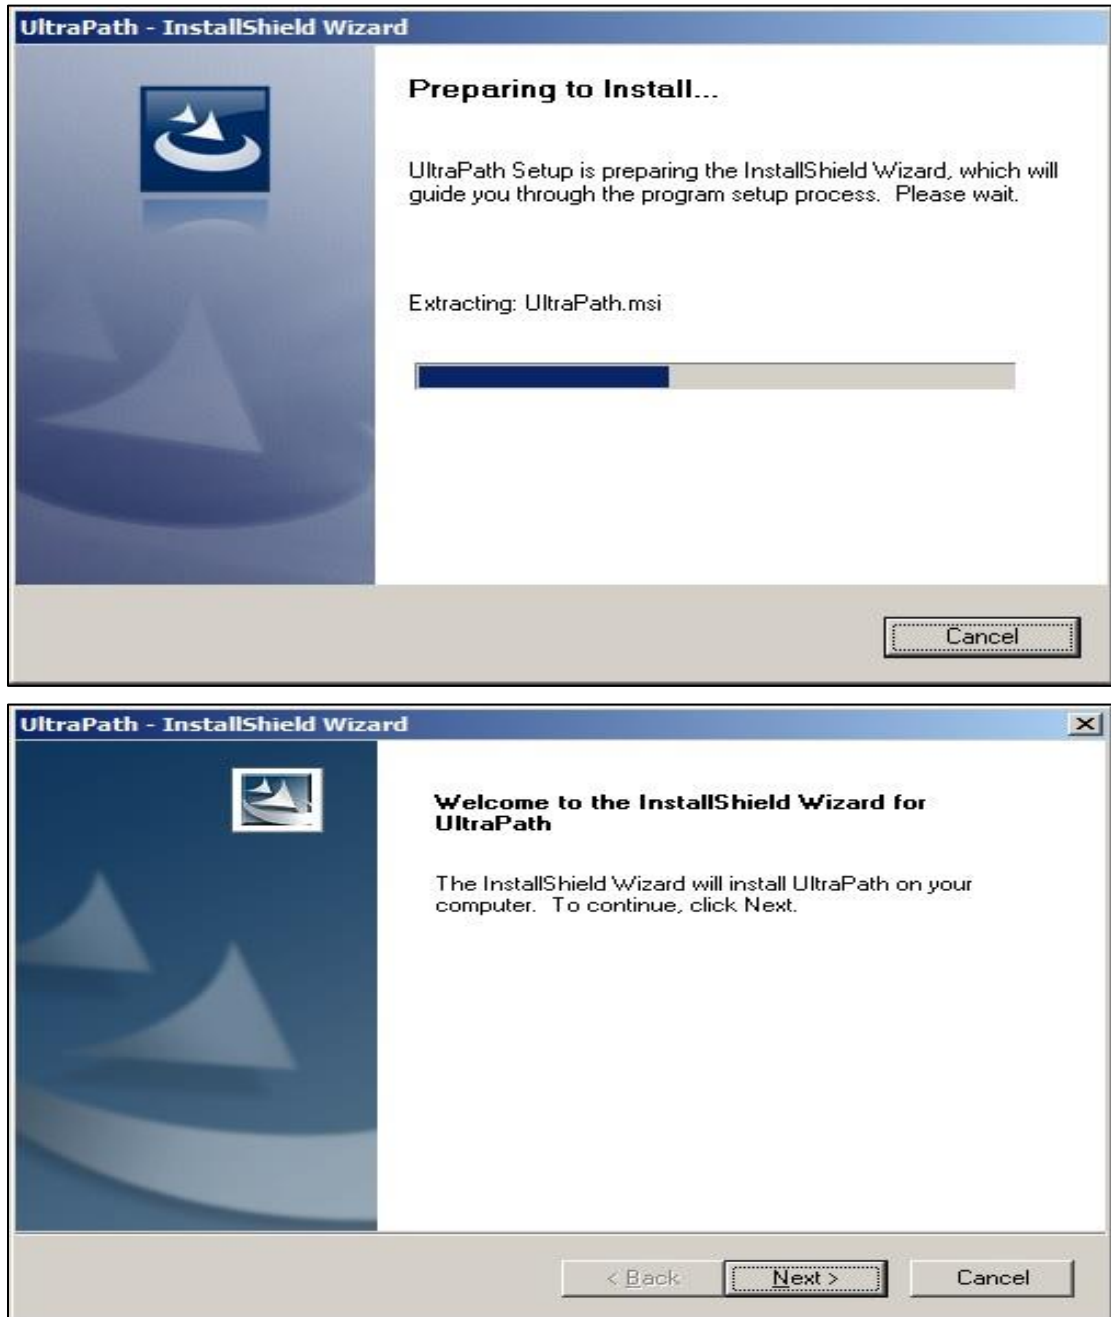 UltraPath - InstallShield Wizard
Preparing to Install...
UltraPath Setup is preparing the InstallShield Wizard, which will
guide you through the program setup process.  Please wait.
Extracting: UltraPath.msi
Cancel
UltraPath - InstallShield Wizard
Welcome to the InstallShield Wizard for
UltraPath
The InstallShield Wizard will install UltraPath on your
computer.  To continue, click Next.
< Back Next > Cancel